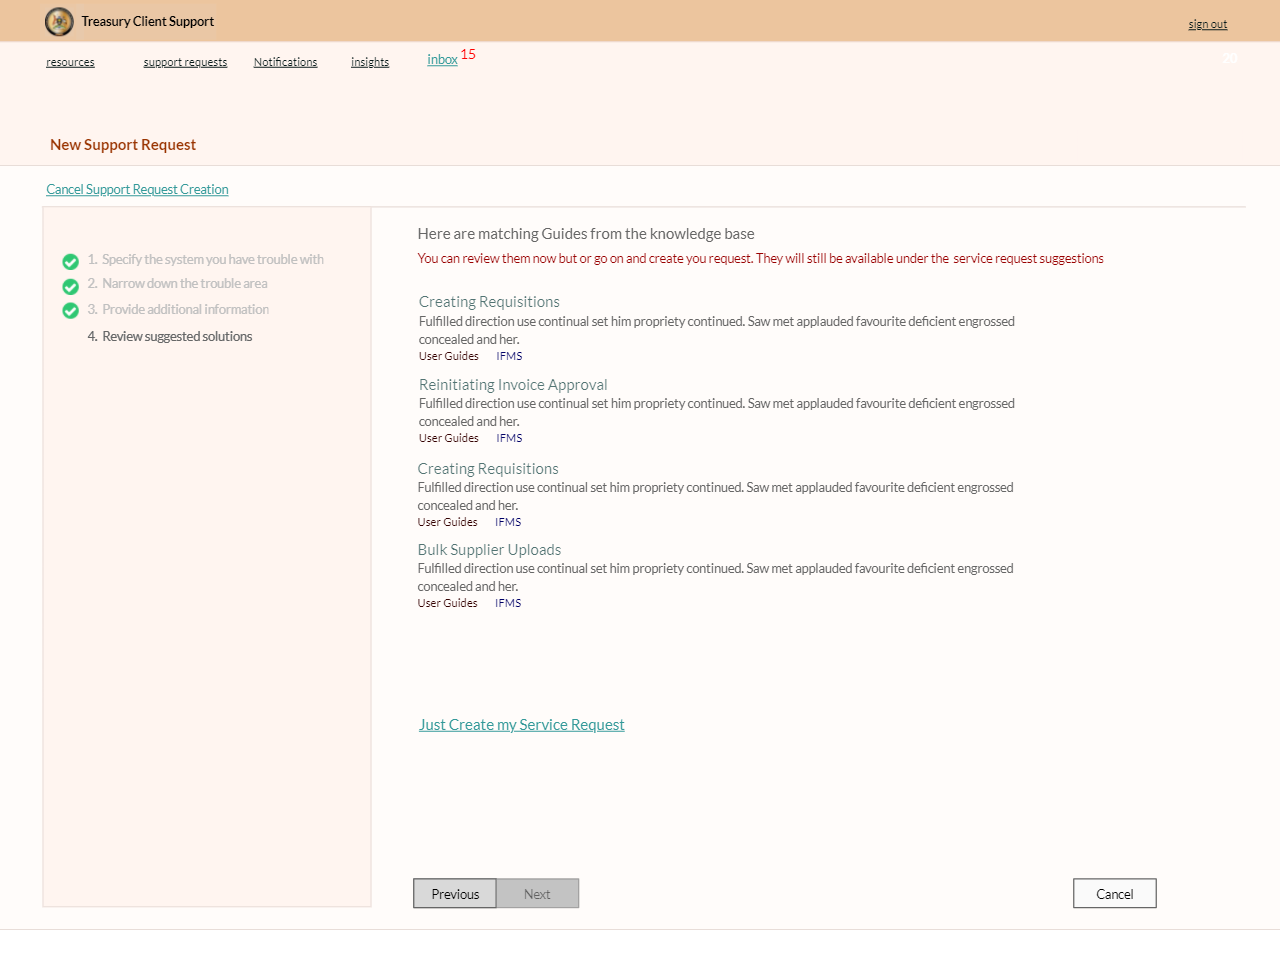 Treasury Client Support
sign out
resources
support requests
Notifications
insights
inbox 15
20
New Support Request
Cancel Support Request Creation
1. Specify the system you have trouble with
2. Narrow down the trouble area
3. Provide additional information
4. Review suggested solutions
Here are matching Guides from the knowledge base
You can review them now but or go on and create you request. They will still be available under the service request suggestions
Creating Requisitions
Fulfilled direction use continual set him propriety continued. Saw met applauded favourite deficient engrossed
concealed and her.
User Guides IFMS
Reinitiating Invoice Approval
Fulfilled direction use continual set him propriety continued. Saw met applauded favourite deficient engrossed
concealed and her.
User Guides IFMS
Creating Requisitions
Fulfilled direction use continual set him propriety continued. Saw met applauded favourite deficient engrossed
concealed and her.
User Guides IFMS
Bulk Supplier Uploads
Fulfilled direction use continual set him propriety continued. Saw met applauded favourite deficient engrossed
concealed and her.
User Guides IFMS
Just Create my Service Request
Previous
Next
Cancel